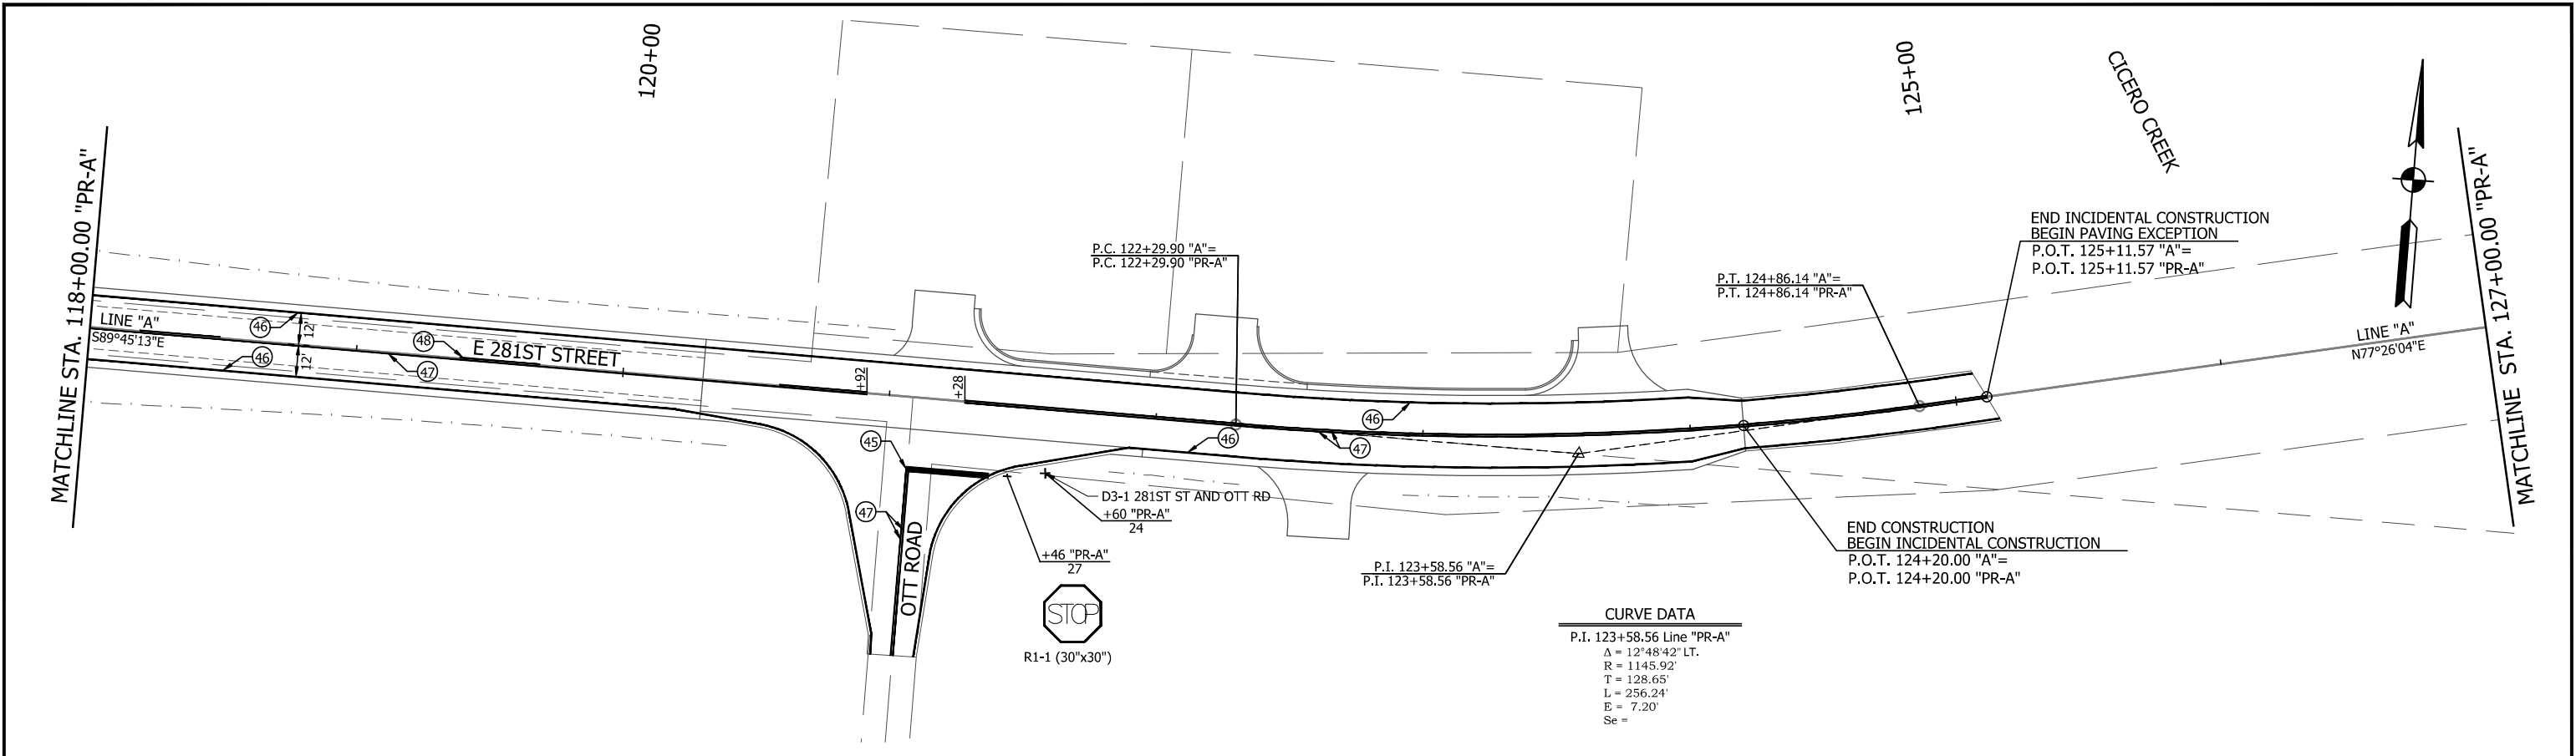 120+00
125+00
CICERO CREEK
MATCHLINE STA. 118+00.00 "PR-A"
MATCHLINE STA. 127+00.00 "PR-A"
END INCIDENTAL CONSTRUCTION
BEGIN PAVING EXCEPTION
P.O.T. 125+11.57 "A"=
P.O.T. 125+11.57 "PR-A"
P.C. 122+29.90 "A"=
P.C. 122+29.90 "PR-A"
P.T. 124+86.14 "A"=
P.T. 124+86.14 "PR-A"
LINE "A"
S89°45'13"E
46
12'
46
12'
48
E 281ST STREET
47
+92
+28
LINE "A"
N77°26'04"E
46
46
47
45
47
OTT ROAD
D3-1 281ST ST AND OTT RD
+60 "PR-A"
24
+46 "PR-A"
27
STOP
R1-1 (30"x30")
P.I. 123+58.56 "A"=
P.I. 123+58.56 "PR-A"
END CONSTRUCTION
BEGIN INCIDENTAL CONSTRUCTION
P.O.T. 124+20.00 "A"=
P.O.T. 124+20.00 "PR-A"
CURVE DATA
P.I. 123+58.56 Line "PR-A"
Δ = 12°48'42" LT.
R = 1145.92'
T = 128.65'
L = 256.24'
E = 7.20'
Se =